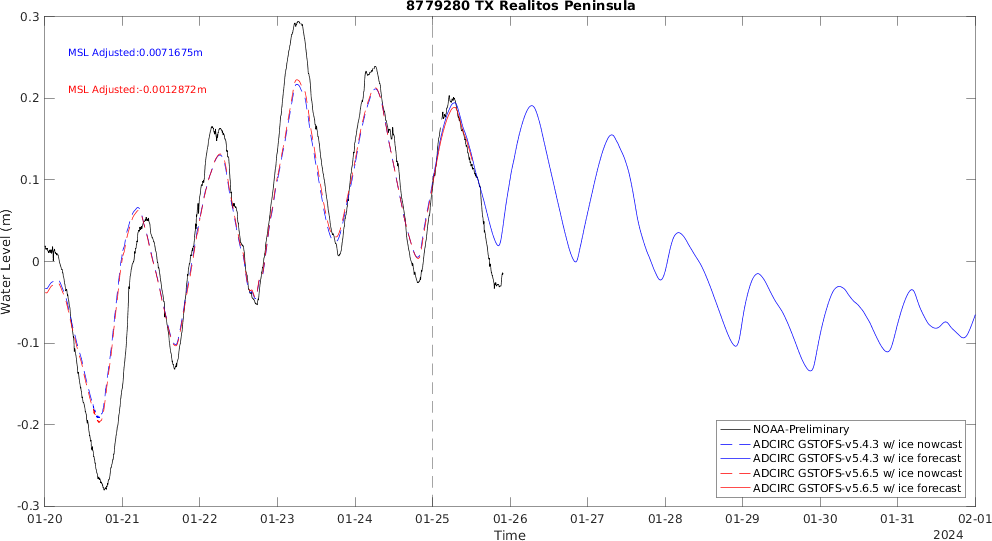 8779280 TX Realitos Peninsula
MSL Adjusted:0.0071675m
MSL Adjusted:-0.0012872m
Water Level (m)
0.3
0.2
0.1
0
-0.1
-0.2
-0.3
NOAA-Preliminary
ADCIRC GSTOFS-v5.4.3 w/ ice nowcast
ADCIRC GSTOFS-v5.4.3 w/ ice forecast
ADCIRC GSTOFS-v5.6.5 w/ ice nowcast
ADCIRC GSTOFS-v5.6.5 w/ ice forecast
01-20 01-21 01-22 01-23 01-24 01-25 01-26 01-27 01-28 01-29 01-30 01-31 02-01
Time
2024